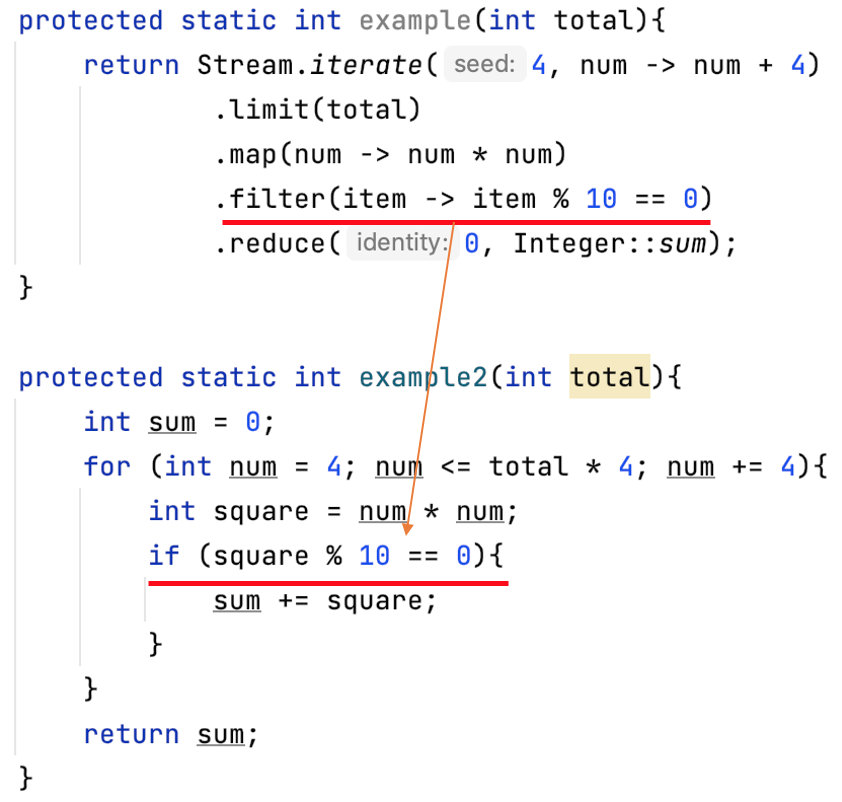 protected static int example(int total){
return Stream.iterate( seed: 4, num -> num + 4)
.limit(total)
.map(num -> num * num)
.filter(item -> item % 10 == 0)
.reduce( identity: 0, Integer::sum);
}
protected static int example2(int total){
int sum = 0;
for (int num = 4; num <= total * 4; num += 4){
int square = num * num;
if (square % 10 == 0){
sum += square;
}
}
return sum;
}